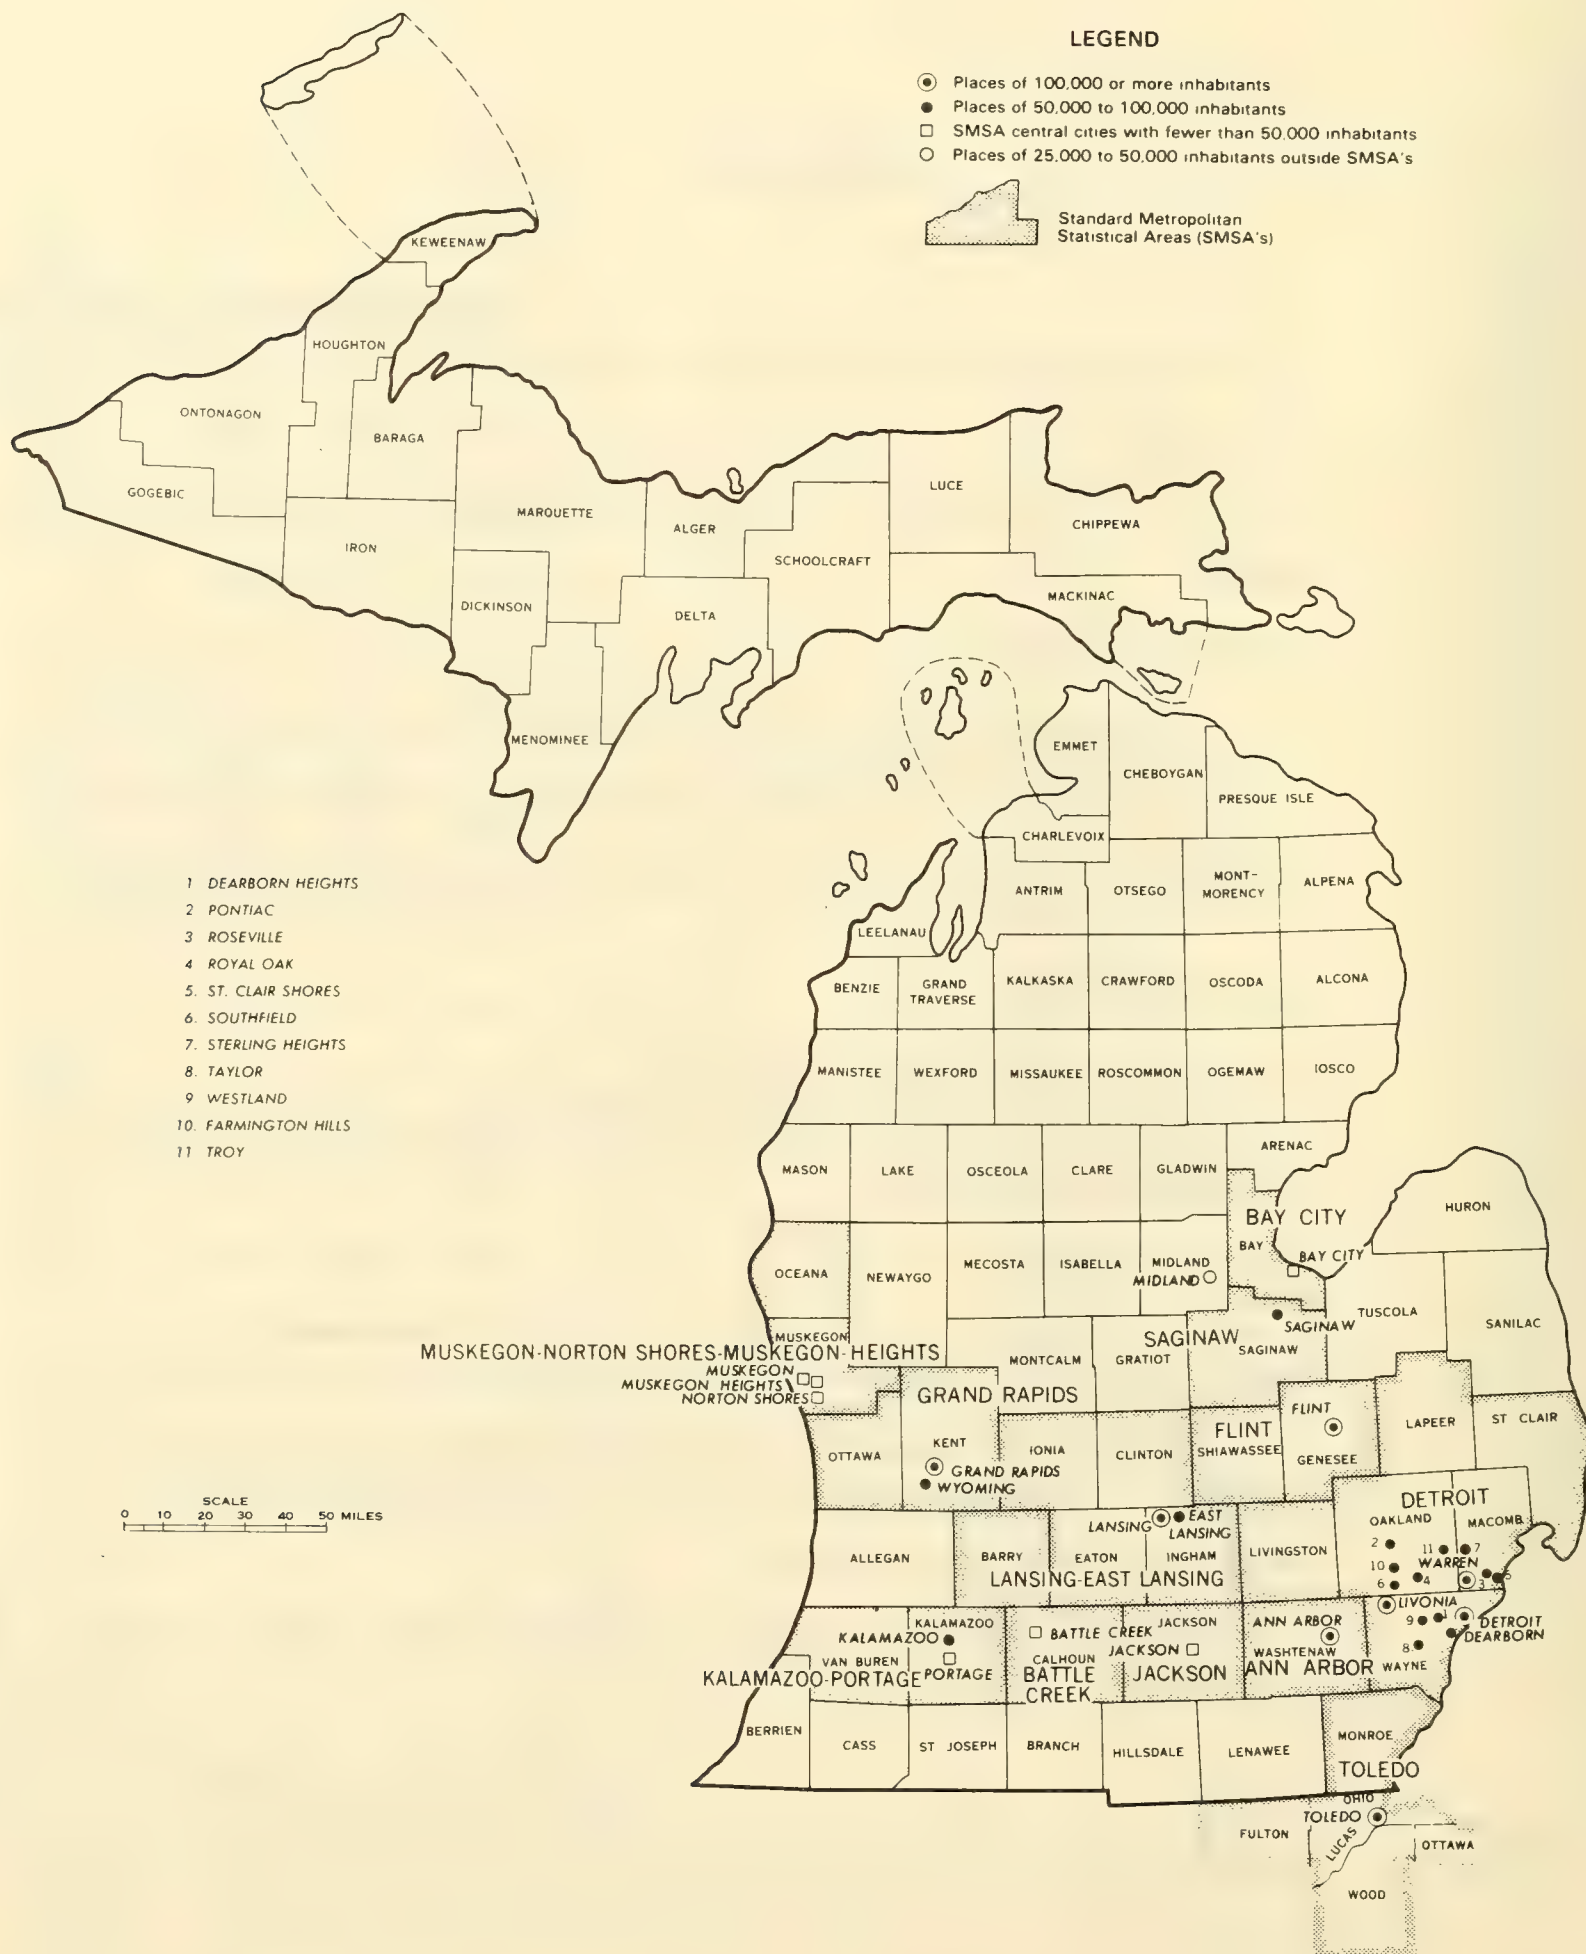 LEGEND
Places of 100,000 or more inhabitants
Places of 50,000 to 100,000 inhabitants
SMSA central cities with fewer than 50,000 inhabitants
Places of 25,000 to 50,000 inhabitants outside SMSA's
Standard Metropolitan
Statistical Areas (SMSA's)
KEWEENAW
HOUGHTON
ONTONAGON
BARAGA
GOGEBIC
MARQUETTE
LUCE
ALGER
CHIPPEWA
IRON
SCHOOLCRAFT
DICKINSON
DELTA
MACKINAC
MENOMINEE
EMMET
CHEBOYGAN
PRESQUE ISLE
CHARLEVOIX
1 DEARBORN HEIGHTS
2 PONTIAC
3 ROSEVILLE
4 ROYAL OAK
5. ST. CLAIR SHORES
6. SOUTHFIELD
7. STERLING HEIGHTS
8. TAYLOR
9 WESTLAND
10. FARMINGTON HILLS
11 TROY
ANTRIM
OTSEGO
MONT-
MORENCY
ALPENA
LEELANAU
BENZIE
GRAND
TRAVERSE
KALKASKA
CRAWFORD
OSCODA
ALCONA
MANISTEE
WEXFORD
MISSAUKEE
ROSCOMMON
OGEMAW
IOSCO
ARENAC
MASON
LAKE
OSCEOLA
CLARE
GLADWIN
HURON
BAY CITY
BAY
BAY CITY
OCEANA
NEWAYGO
MECOSTA
ISABELLA
MIDLAND
MIDLAND
TUSCOLA
SANILAC
SAGINAW
SAGINAW
SAGINAW
MUSKEGON
MUSKEGON-NORTON SHORES-MUSKEGON-HEIGHTS
MUSKEGON
MUSKEGON HEIGHTS
NORTON SHORES
MONTCALM
GRATIOT
GRAND RAPIDS
FLINT
FLINT
SHIAWASSEE
GENESEE
LAPEER
ST CLAIR
OTTAWA
KENT
GRAND RAPIDS
WYOMING
IONIA
CLINTON
SCALE
0 10 20 30 40 50 MILES
DETROIT
OAKLAND
MACOMB
LANSING
EAST
LANSING
ALLEGAN
BARRY
EATON
INGHAM
LIVINGSTON
LANSING-EAST LANSING
2
11
7
10
WARREN
6
4
3
5
LIVONIA
9
1
DETROIT
DEARBORN
8
WAYNE
KALAMAZOO
KALAMAZOO
VAN BUREN
KALAMAZOO-PORTAGE
PORTAGE
BATTLE CREEK
CALHOUN
BATTLE
CREEK
JACKSON
JACKSON
JACKSON
ANN ARBOR
WASHTENAW
ANN ARBOR
BERRIEN
CASS
ST JOSEPH
BRANCH
HILLSDALE
LENAWEE
MONROE
TOLEDO
OHIO
TOLEDO
FULTON
LUCAS
OTTAWA
WOOD